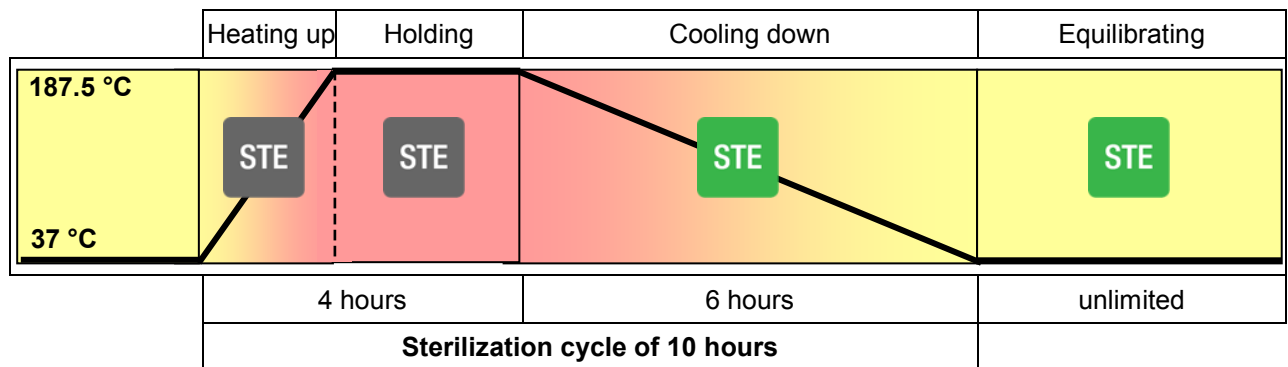 Heating up Holding Cooling down Equilibrating
187.5 °C
STE STE STE STE
37 °C
4 hours 6 hours unlimited
Sterilization cycle of 10 hours